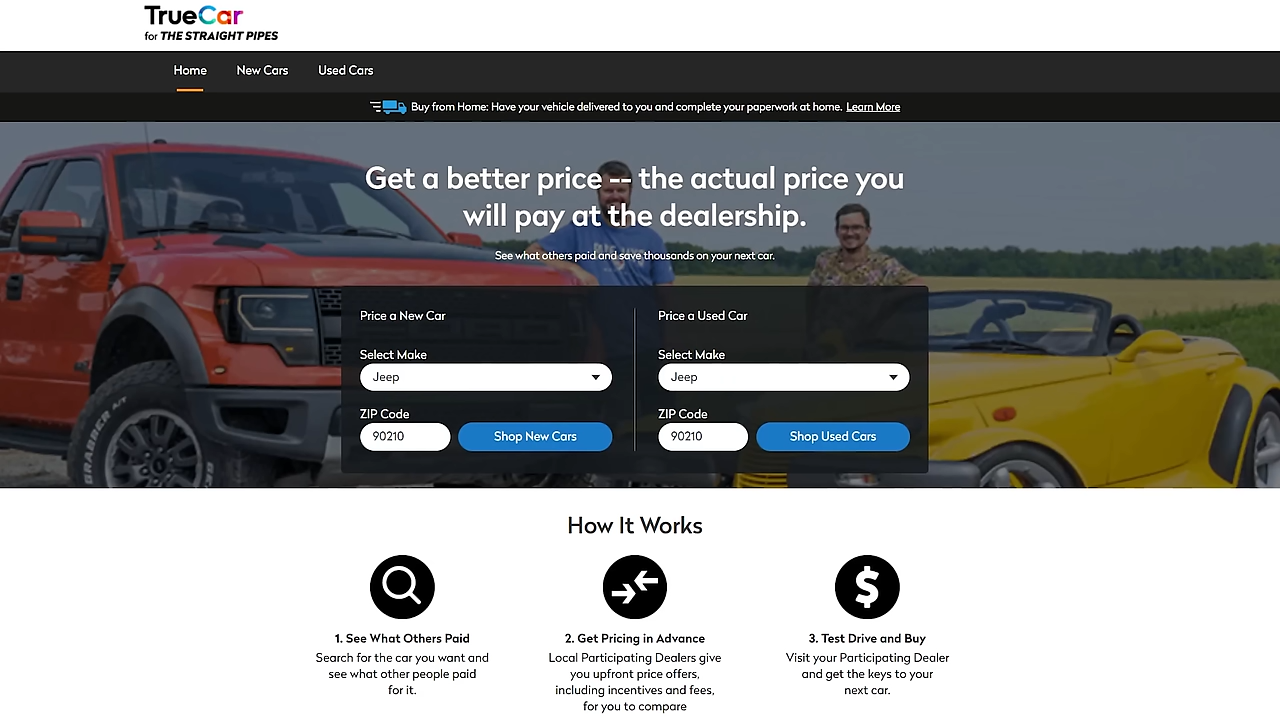 TrueCar
for THE STRAIGHT PIPES
Home New Cars Used Cars
Buy from Home: Have your vehicle delivered to you and complete your paperwork at home. Learn More
Get a better price -- the actual price you
will pay at the dealership.
See what others paid and save thousands on your next car.
Price a New Car
Select Make
Jeep
ZIP Code
90210 Shop New Cars
Price a Used Car
Select Make
Jeep
ZIP Code
90210 Shop Used Cars
GRABBER A/T
How It Works
1. See What Others Paid
Search for the car you want and
see what other people paid
for it.
2. Get Pricing in Advance
Local Participating Dealers give
you upfront price offers,
including incentives and fees,
for you to compare
3. Test Drive and Buy
Visit your Participating Dealer
and get the keys to your
next car.